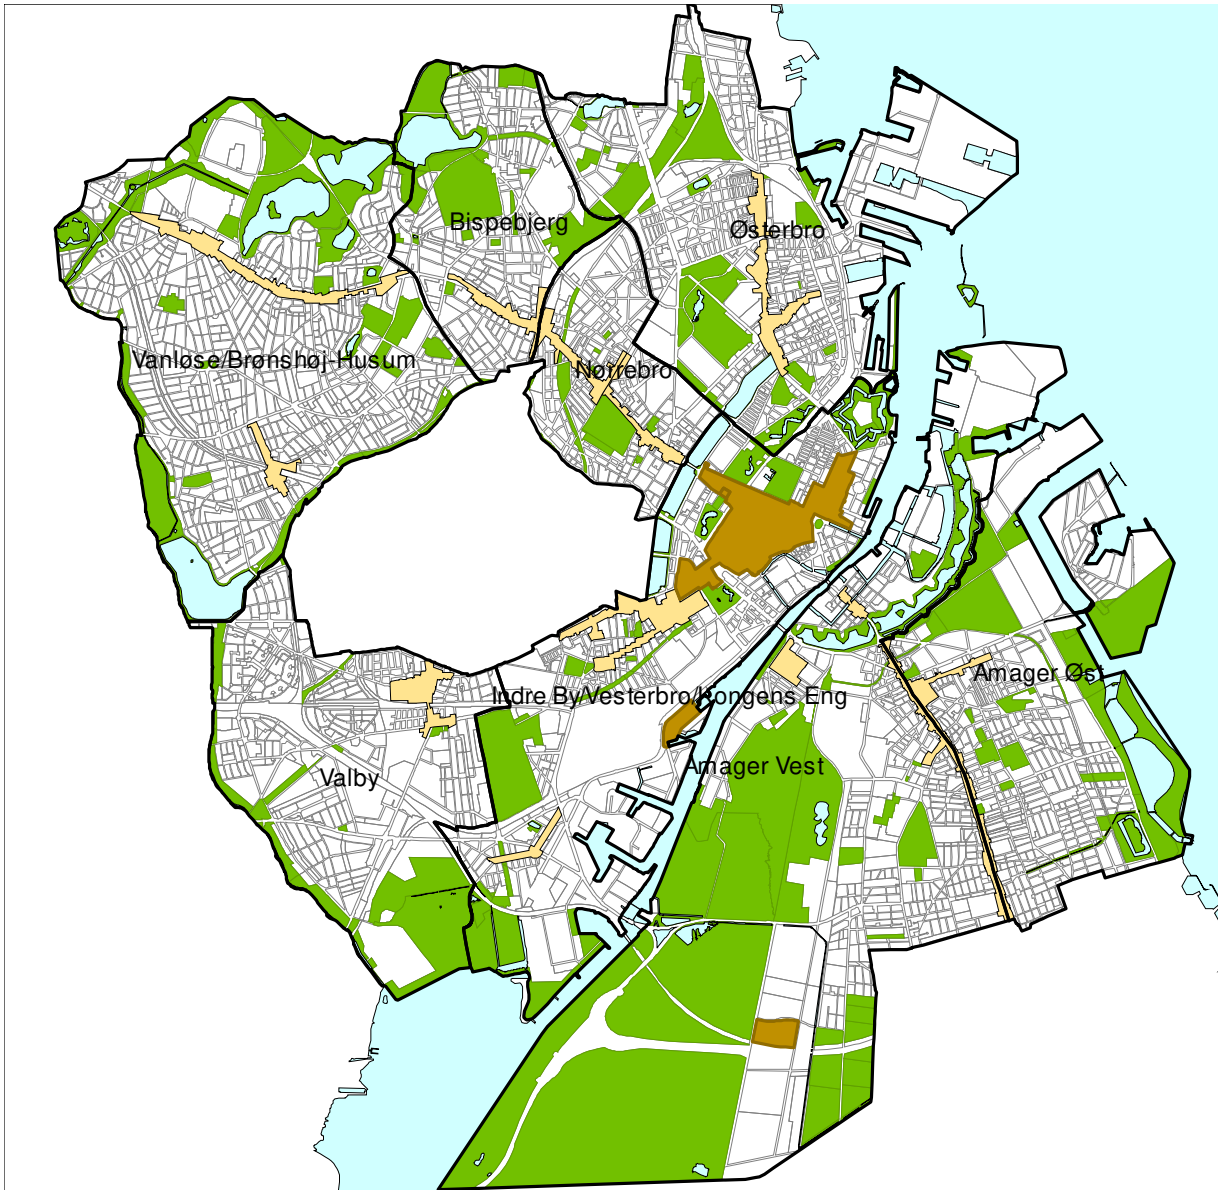 Bispebjerg
Østerbro
Vanløse/Brønshøj-Husum
Nørrebro
Amager Øst
Indre By/Vesterbro/Kongens Eng
Amager Vest
Valby